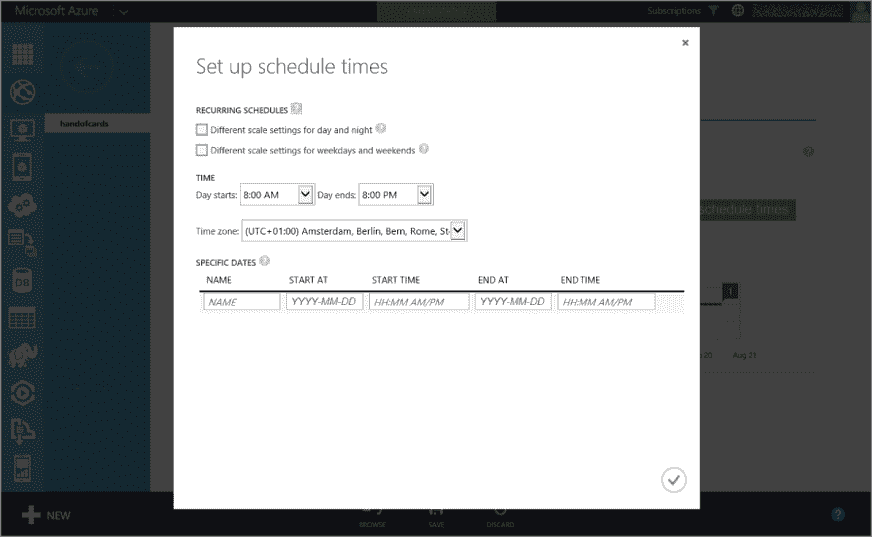 Microsoft Azure
Subscriptions
Set up schedule times
RECURRING SCHEDULES
Different scale settings for day and night
handofcards
Different scale settings for weekdays and weekends
TIME
Day starts: 8:00 AM Day ends: 8:00 PM
schedule times
Time zone: (UTC+01:00) Amsterdam, Berlin, Bern, Rome, St
SPECIFIC DATES
NAME START AT START TIME END AT END TIME
NAME YYYY-MM-DD HH:MM AM/PM YYYY-MM-DD HH:MM AM/PM
DB
1
20 Aug 21
NEW
BROWSE SAVE DISCARD